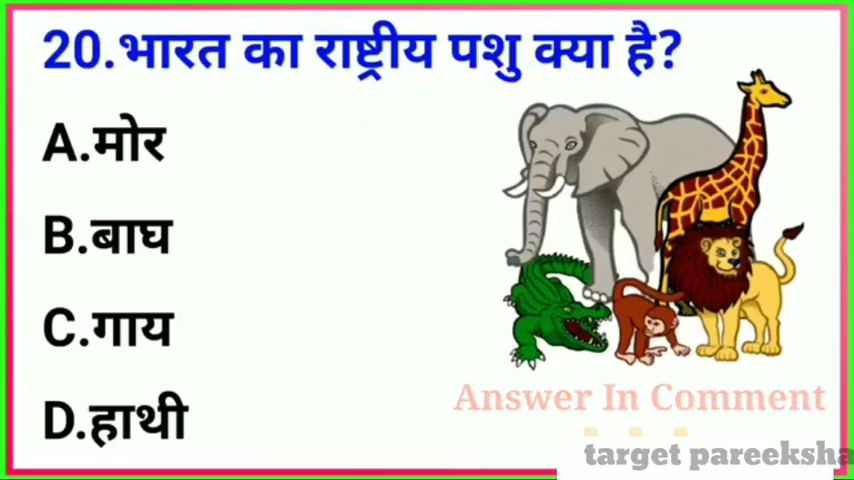 20.भारत का राष्ट्रीय पशु क्या है?
A.मोर
B.बाघ
C.गाय
D.हाथी
Answer In Comment
target pareeksha